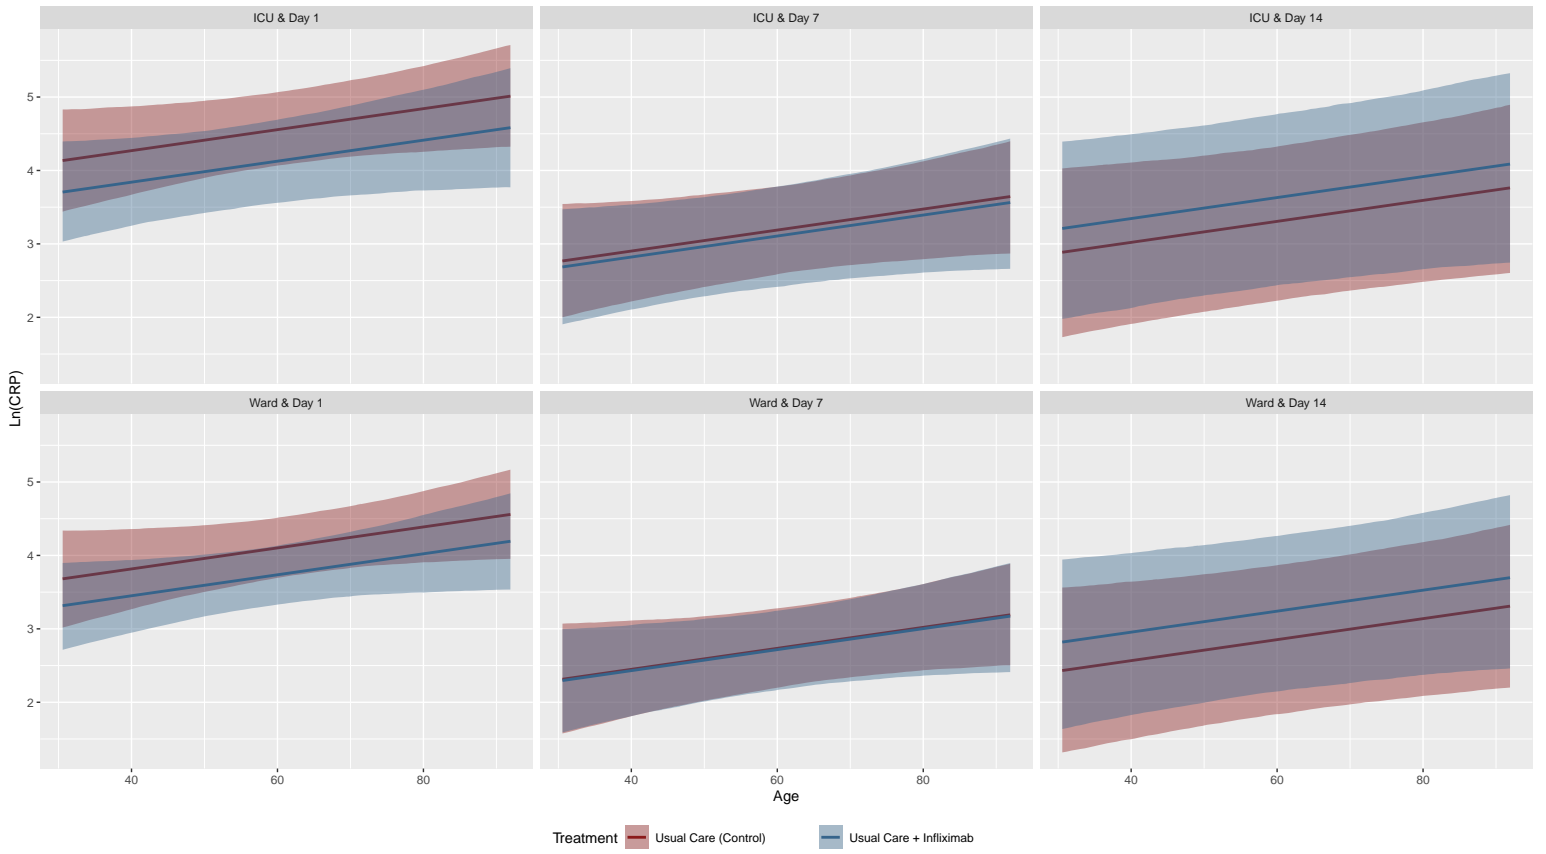 ICU & Day 1
ICU & Day 7
ICU & Day 14
5
4
3
2
Ln(CRP)
Ward & Day 1
Ward & Day 7
Ward & Day 14
5
4
3
2
40 60 80
40 60 80
40 60 80
Age
Treatment Usual Care (Control) Usual Care + Infliximab